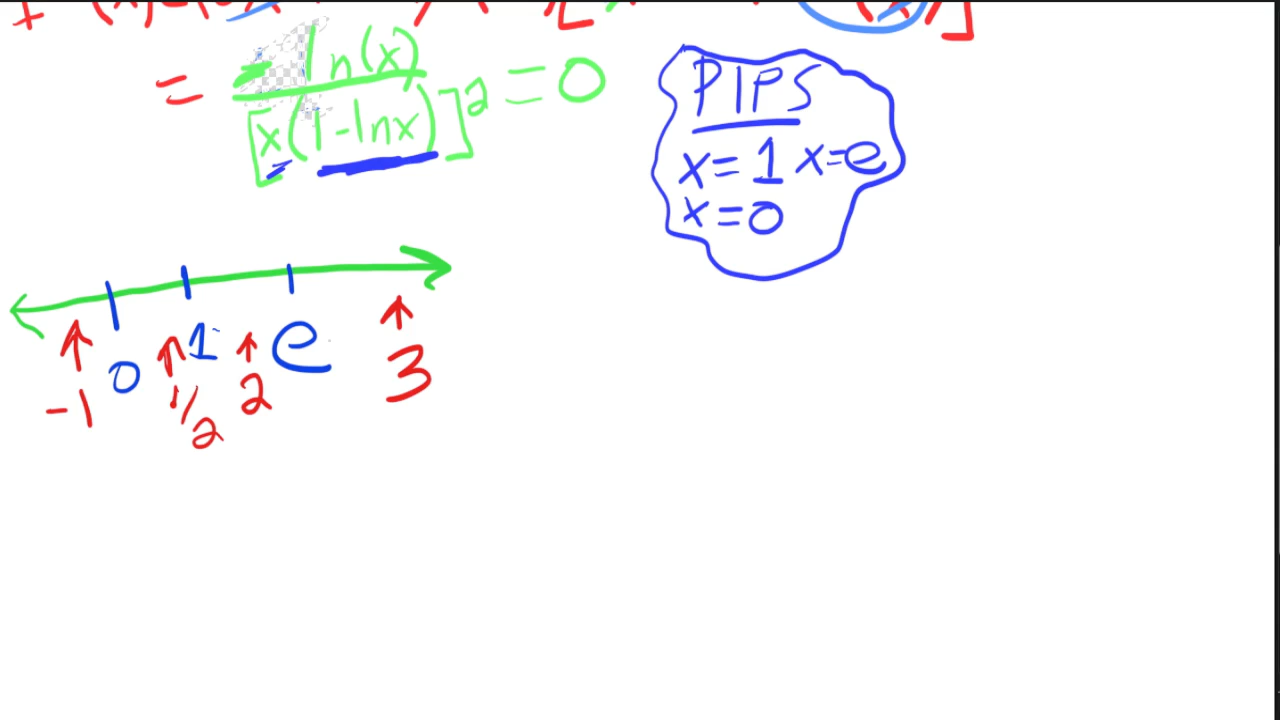 = ln(x) / [x(1-lnx)]² = 0
PIPS
x=1 x=e
x=0
0 1 e
-1 1/2 2 3